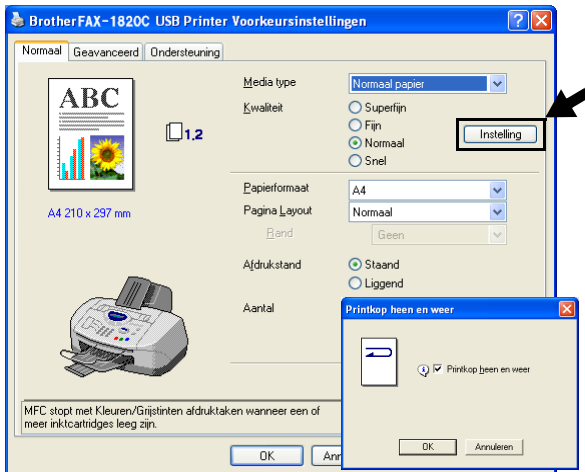 BrotherFAX-1820C USB Printer Voorkeursinstellingen
Normaal Geavanceerd Ondersteuning
ABC
1.2
A4 210 x 297 mm
Media type Normaal papier
Kwaliteit Superfijn
Fijn
Normaal
Snel
Instelling
Papierformaat A4
Pagina Layout Normaal
Rand Geen
Afdrukstand Staand
Liggend
Aantal
MFC stopt met Kleuren/Grijstinten afdruktaken wanneer een of
meer inktcartridges leeg zijn.
OK
Printkop heen en weer
Printkop heen en weer
OK Annuleren